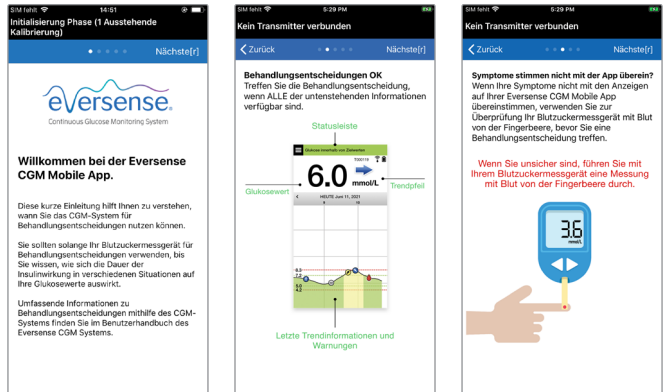 SIM fehlt 14:51
Initialisierung Phase (1 Ausstehende
Kalibrierung)
Nächste[r]
eversense.
Continuous Glucose Monitoring System
Willkommen bei der Eversense
CGM Mobile App.
Diese kurze Einleitung hilft Ihnen zu verstehen,
wann Sie das CGM-System für
Behandlungsentscheidungen nutzen können.
Sie sollten solange Ihr Blutzuckermessgerät für
Behandlungsentscheidungen verwenden, bis
Sie wissen, wie sich die Dauer der
Insulinwirkung in verschiedenen Situationen auf
Ihre Glukosewerte auswirkt.
Umfassende Informationen zu
Behandlungsentscheidungen mithilfe des CGM-
Systems finden Sie im Benutzerhandbuch des
Eversense CGM Systems.
SIM fehlt 5:29 PM
Kein Transmitter verbunden
Zurück Nächste[r]
Behandlungsentscheidungen OK
Treffen Sie die Behandlungsentscheidung,
wenn ALLE der untenstehenden Informationen
verfügbar sind.
Statusleiste
Glukose innerhalb von Zielwerten
6.0
mmol/L
Glukosewert
Trendpfeil
HEUTE Juni 11, 2021
Letzte Trendinformationen und
Warnungen
SIM fehlt 5:29 PM
Kein Transmitter verbunden
Zurück Nächste[r]
Symptome stimmen nicht mit der App überein?
Wenn Ihre Symptome nicht mit den Anzeigen
auf Ihrer Eversense CGM Mobile App
übereinstimmen, verwenden Sie zur
Überprüfung Ihr Blutzuckermessgerät mit Blut
von der Fingerbeere, bevor Sie eine
Behandlungsentscheidung treffen.
Wenn Sie unsicher sind, führen Sie mit
Ihrem Blutzuckermessgerät eine Messung
mit Blut von der Fingerbeere durch.
3.6
mmol/L